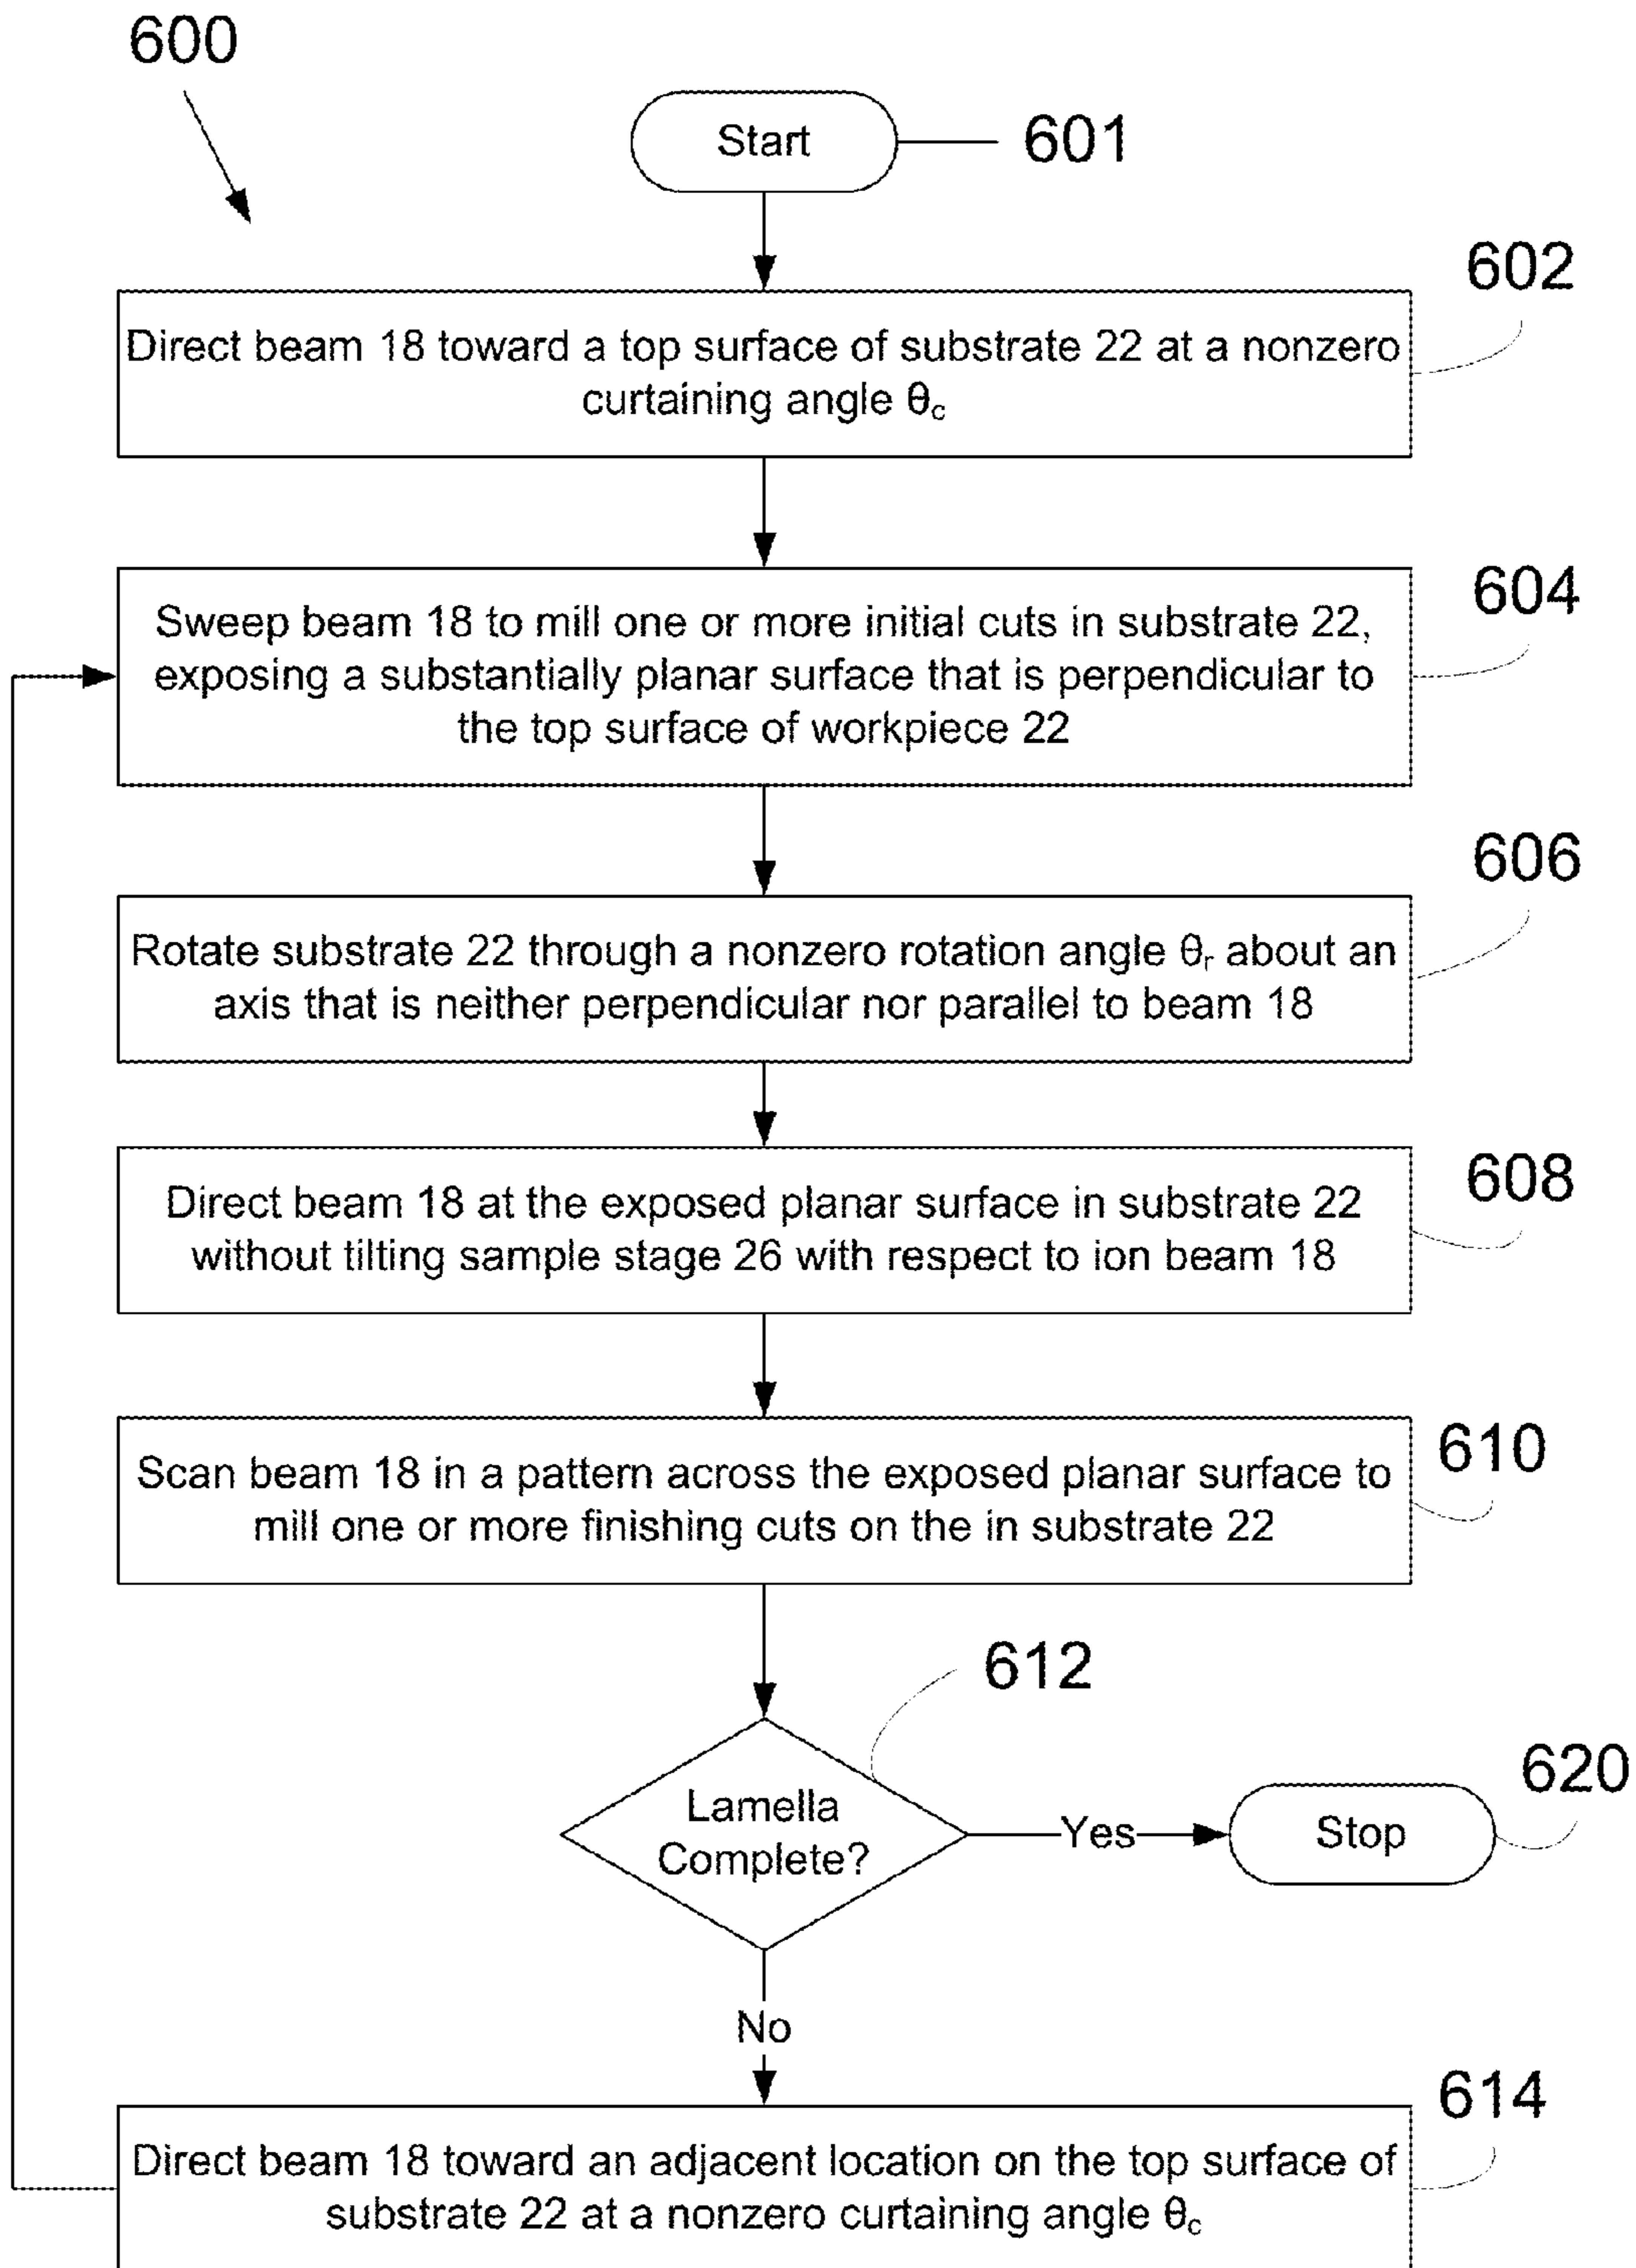 600
Start
601
602
Direct beam 18 toward a top surface of substrate 22 at a nonzero
curtaining angle θc
604
Sweep beam 18 to mill one or more initial cuts in substrate 22,
exposing a substantially planar surface that is perpendicular to
the top surface of workpiece 22
606
Rotate substrate 22 through a nonzero rotation angle θr about an
axis that is neither perpendicular nor parallel to beam 18
608
Direct beam 18 at the exposed planar surface in substrate 22
without tilting sample stage 26 with respect to ion beam 18
610
Scan beam 18 in a pattern across the exposed planar surface to
mill one or more finishing cuts on the in substrate 22
612
Lamella
Complete?
Yes
Stop
620
No
614
Direct beam 18 toward an adjacent location on the top surface of
substrate 22 at a nonzero curtaining angle θc